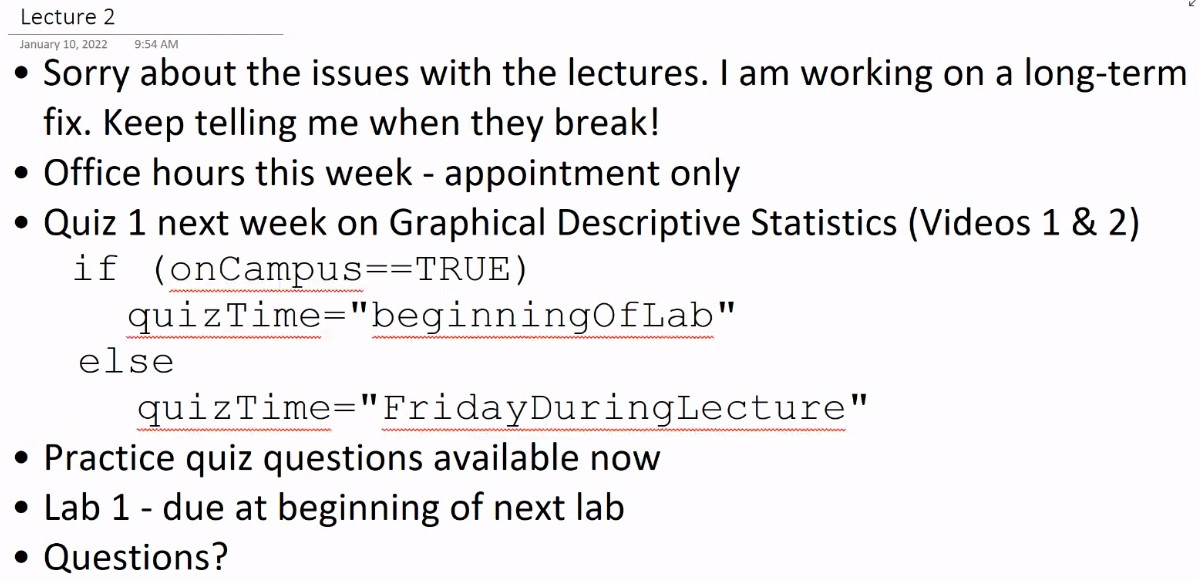 Lecture 2
January 10, 2022 9:54 AM
• Sorry about the issues with the lectures. I am working on a long-term
fix. Keep telling me when they break!
• Office hours this week - appointment only
• Quiz 1 next week on Graphical Descriptive Statistics (Videos 1 & 2)
if (onCampus==TRUE)
quizTime="beginningOfLab"
else
quizTime="FridayDuringLecture"
• Practice quiz questions available now
• Lab 1 - due at beginning of next lab
• Questions?